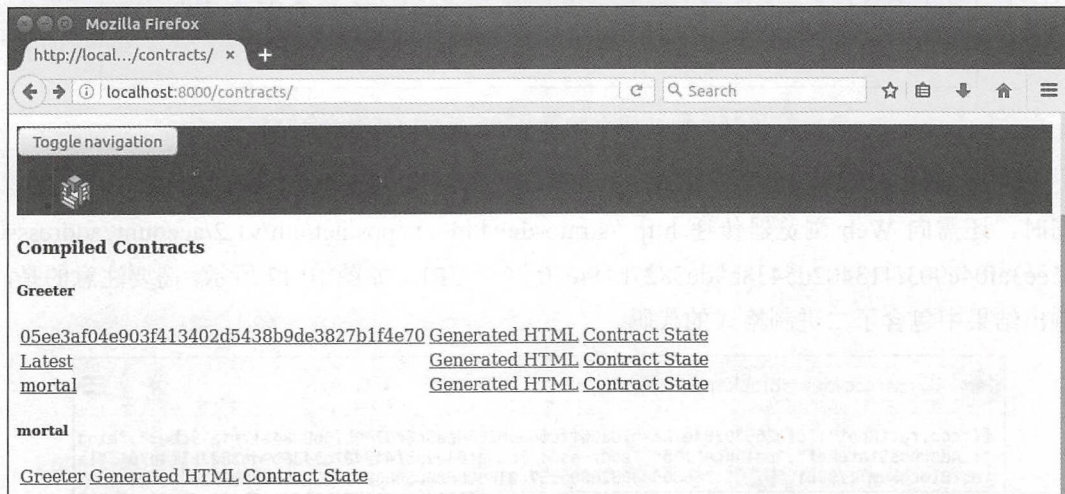 Mozilla Firefox
http://local.../contracts/ × +
localhost:8000/contracts/ Search
Toggle navigation
Compiled Contracts
Greeter
05ee3af04e903f413402d5438b9de3827b1f4e70 Generated HTML Contract State
Latest Generated HTML Contract State
mortal Generated HTML Contract State
mortal
Greeter Generated HTML Contract State